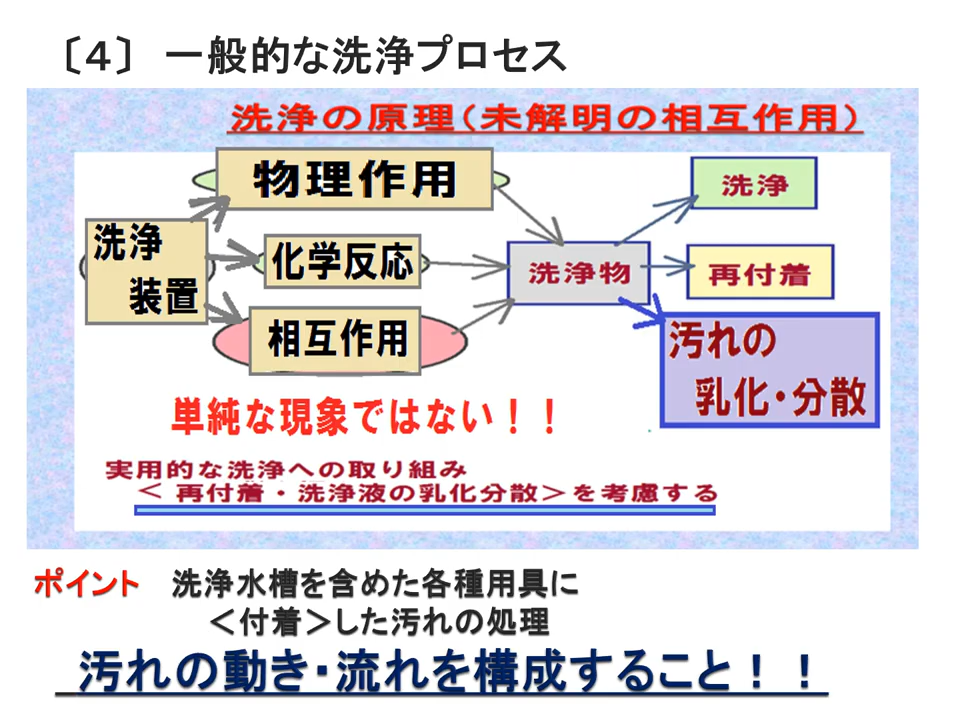 〔４〕 一般的な洗浄プロセス
洗浄の原理（未解明の相互作用）
物理作用
洗浄
洗浄
装置
化学反応
洗浄物
再付着
相互作用
汚れの
乳化・分散
単純な現象ではない！！
実用的な洗浄への取り組み
＜ 再付着・洗浄液の乳化分散＞を考慮する
ポイント 洗浄水槽を含めた各種用具に
＜付着＞した汚れの処理
汚れの動き・流れを構成すること！！